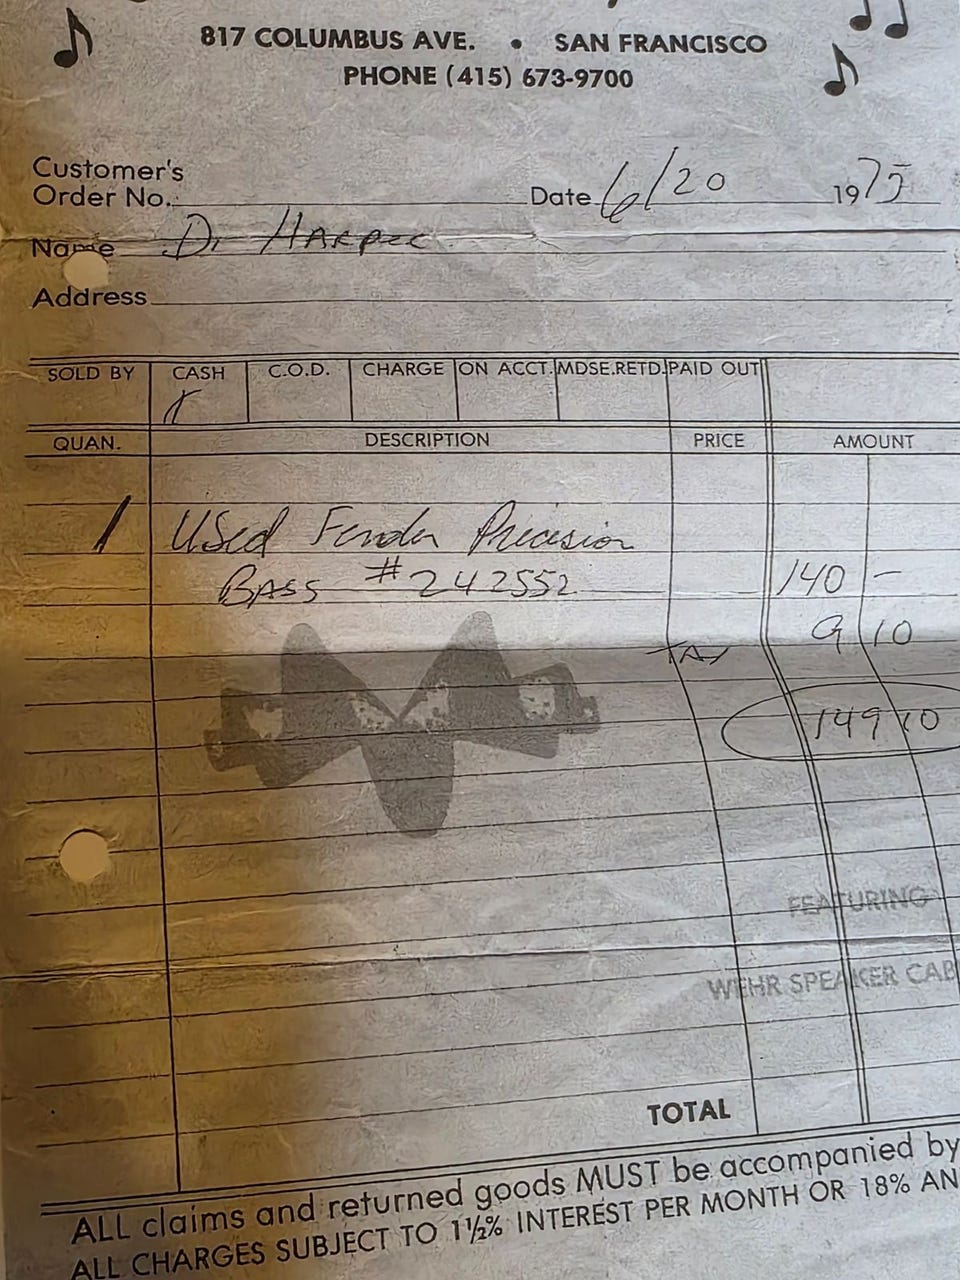 817 COLUMBUS AVE. • SAN FRANCISCO
PHONE (415) 673-9700
Customer's
Order No. Date 6/20 1975
Name D. Harper
Address
SOLD BY CASH C.O.D. CHARGE ON ACCT. MDSE.RETD. PAID OUT
X
QUAN. DESCRIPTION PRICE AMOUNT
1 Used Fender Precision
BASS #242552 140 –
TAX 9 10
149 10
FEATURING
WEHR SPEAKER CAB
TOTAL
ALL claims and returned goods MUST be accompanied by
ALL CHARGES SUBJECT TO 1½% INTEREST PER MONTH OR 18% AN